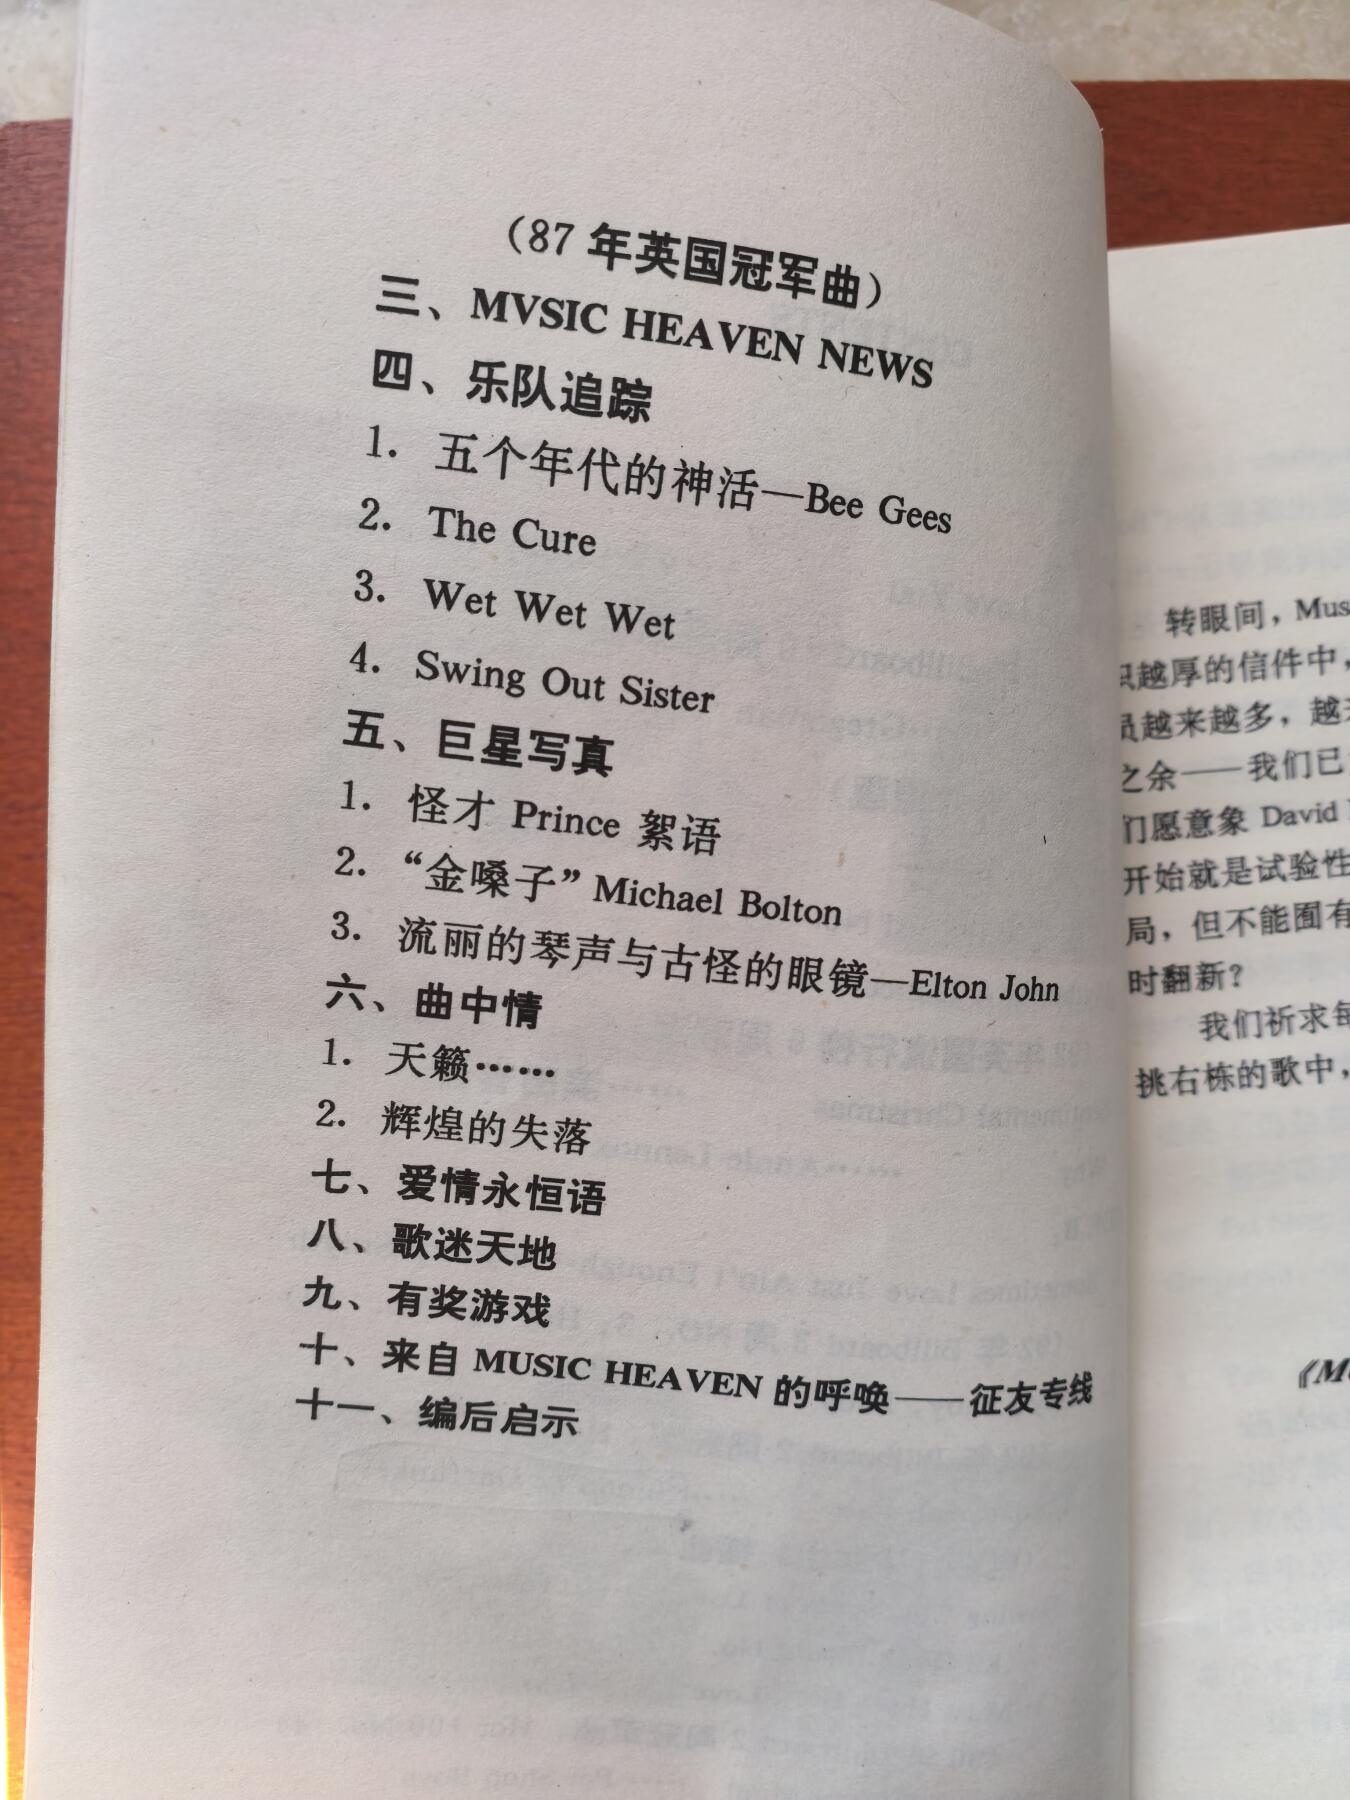 （87 年英国冠军曲）
三、MVSIC HEAVEN NEWS
四、乐队追踪
1. 五个年代的神活—Bee Gees
2. The Cure
3. Wet Wet Wet
4. Swing Out Sister
五、巨星写真
1. 怪才 Prince 絮语
2. “金嗓子”Michael Bolton
3. 流丽的琴声与古怪的眼镜—Elton John
六、曲中情
1. 天籁……
2. 辉煌的失落
七、爱情永恒语
八、歌迷天地
九、有奖游戏
十、来自 MUSIC HEAVEN 的呼唤——征友专线
十一、编后启示
转眼间，Mus
越厚的信件中，
员越来越多，越
之余——我们已
们愿意象 David
开始就是试验性
局，但不能囿有
时翻新？
我们祈求每
挑右栋的歌中，
《M